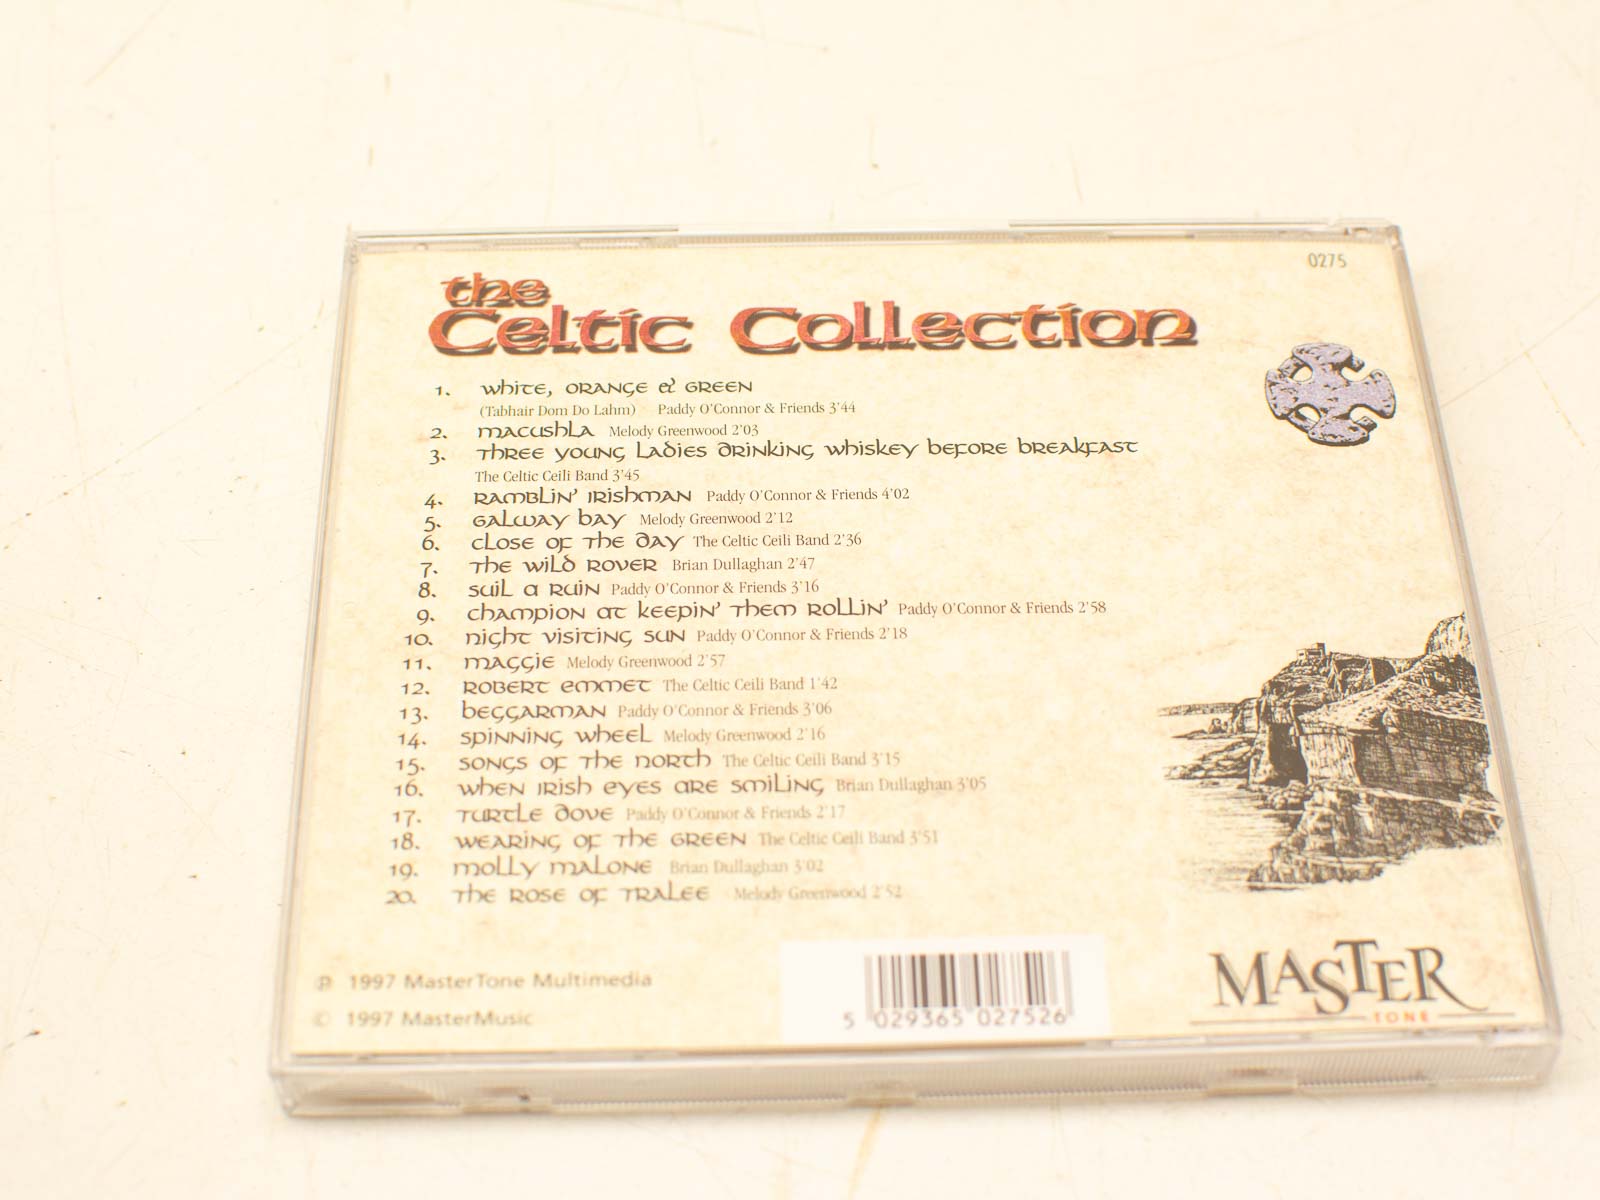 0275
the
Celtic Collection
1. White, Orange & Green
(Tabhair Dom Do Lahm) Paddy O'Connor & Friends 3'44
2. Macushla Melody Greenwood 2'03
3. Three Young Ladies Drinking Whiskey Before Breakfast
The Celtic Ceili Band 3'45
4. Ramblin' Irishman Paddy O'Connor & Friends 4'02
5. Galway Bay Melody Greenwood 2'12
6. Close of the Day The Celtic Ceili Band 2'36
7. The Wild Rover Brian Dullaghan 2'47
8. Suil a Ruin Paddy O'Connor & Friends 3'16
9. Champion at Keepin' Them Rollin' Paddy O'Connor & Friends 2'58
10. Night Visiting Sun Paddy O'Connor & Friends 2'18
11. Maggie Melody Greenwood 2'57
12. Robert Emmet The Celtic Ceili Band 1'42
13. Beggarman Paddy O'Connor & Friends 3'06
14. Spinning Wheel Melody Greenwood 2'16
15. Songs of the North The Celtic Ceili Band 3'15
16. When Irish Eyes Are Smiling Brian Dullaghan 3'05
17. Turtle Dove Paddy O'Connor & Friends 2'17
18. Wearing of the Green The Celtic Ceili Band 3'51
19. Molly Malone Brian Dullaghan 3'02
20. The Rose of Tralee Melody Greenwood 2'52
℗ 1997 MasterTone Multimedia
© 1997 MasterMusic
5 029365 027526
MASTER
TONE